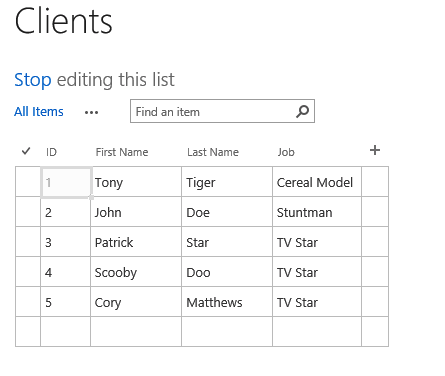 Clients
Stop editing this list
All Items ••• Find an item
ID First Name Last Name Job +
1 Tony Tiger Cereal Model
2 John Doe Stuntman
3 Patrick Star TV Star
4 Scooby Doo TV Star
5 Cory Matthews TV Star